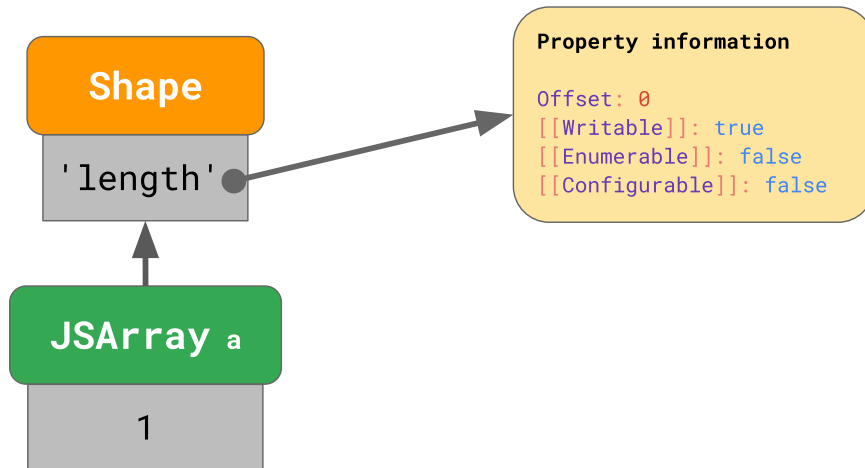 Shape
'length'
JSArray a
1
Property information
Offset: 0
[[Writable]]: true
[[Enumerable]]: false
[[Configurable]]: false